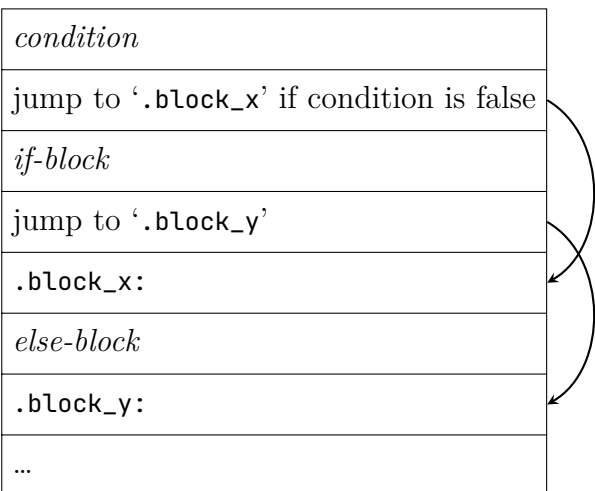 condition
jump to ‘.block_x’ if condition is false
if-block
jump to ‘.block_y’
.block_x:
else-block
.block_y:
…